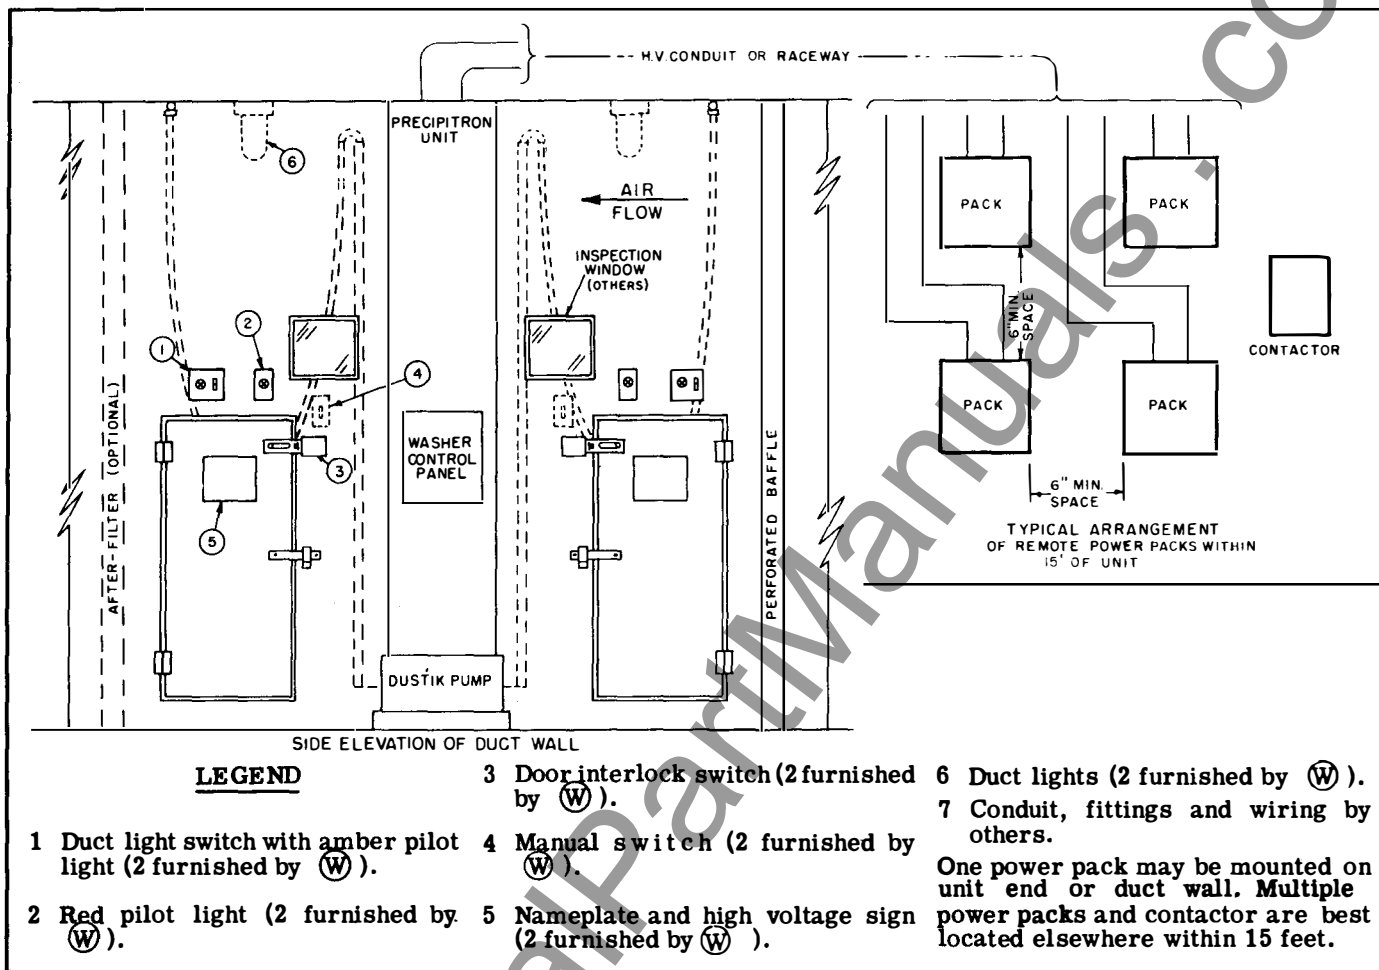 H.V. CONDUIT OR RACEWAY
PRECIPITRON
UNIT
6
AIR
FLOW
INSPECTION
WINDOW
(OTHERS)
1
2
4
3
5
WASHER
CONTROL
PANEL
DUSTIK PUMP
AFTER-FILTER (OPTIONAL)
PERFORATED BAFFLE
SIDE ELEVATION OF DUCT WALL
PACK
PACK
6" MIN.
SPACE
CONTACTOR
PACK
PACK
6" MIN.
SPACE
TYPICAL ARRANGEMENT
OF REMOTE POWER PACKS WITHIN
15' OF UNIT
LEGEND
1 Duct light switch with amber pilot
light (2 furnished by W ).
2 Red pilot light (2 furnished by
W ).
3 Door interlock switch (2 furnished
by W ).
4 Manual switch (2 furnished by
W ).
5 Nameplate and high voltage sign
(2 furnished by W ).
6 Duct lights (2 furnished by W ).
7 Conduit, fittings and wiring by
others.
One power pack may be mounted on
unit end or duct wall. Multiple
power packs and contactor are best
located elsewhere within 15 feet.